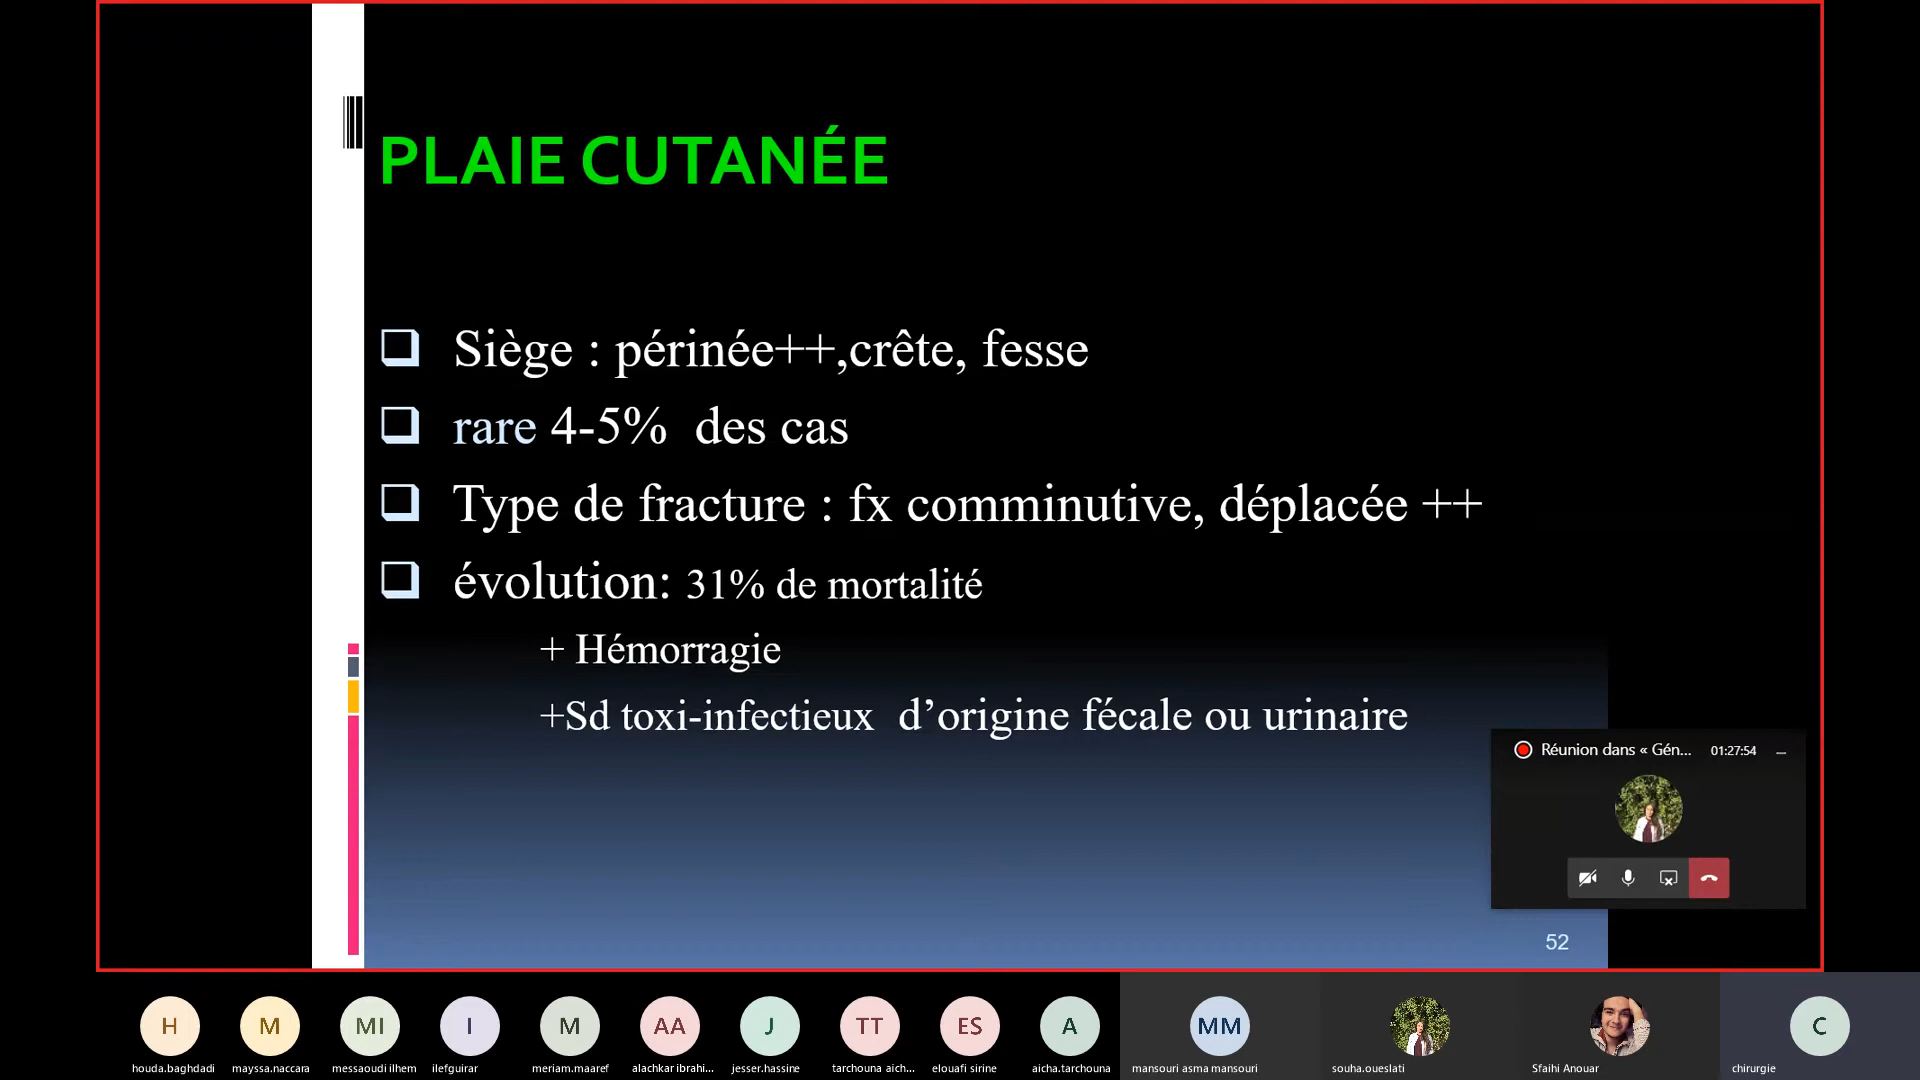 PLAIE CUTANÉE
Siège : périnée++,crête, fesse
rare 4-5% des cas
Type de fracture : fx comminutive, déplacée ++
évolution: 31% de mortalité
+ Hémorragie
+Sd toxi-infectieux d’origine fécale ou urinaire
Réunion dans « Gén... 01:27:54
52
H M MI I M AA J TT ES A MM C
houda.baghdadi mayssa.naccara messaoudi ilhem ilefguirar meriam.maaref alachkar ibrahi... jesser.hassine tarchouna aich... elouafi sirine aicha.tarchouna mansouri asma mansouri souha.oueslati Sfaihi Anouar chirurgie